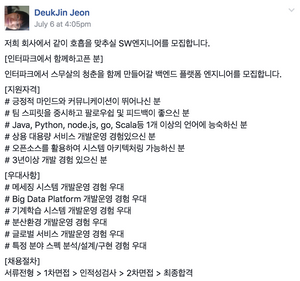 DeukJin Jeon
July 6 at 4:05pm
저희 회사에서 같이 호흡을 맞추실 SW엔지니어를 모집합니다.
[인터파크에서 함께하고픈 분]
인터파크에서 스무살의 청춘을 함께 만들어갈 백엔드 플랫폼 엔지니어를 모집합니다.
[지원자격]
# 긍정적 마인드와 커뮤니케이션이 뛰어나신 분
# 팀 스피릿을 중시하고 팔로우쉽 및 피드백이 좋으신 분
# Java, Python, node.js, go, Scala등 1개 이상의 언어에 능숙하신 분
# 상용 대용량 서비스 개발운영 경험있으신 분
# 오픈소스를 활용하여 시스템 아키텍처링 가능하신 분
# 3년이상 개발 경험 있으신 분
[우대사항]
# 메세징 시스템 개발운영 경험 우대
# Big Data Platform 개발운영 경험 우대
# 기계학습 시스템 개발운영 경험 우대
# 분산환경 개발운영 경험 우대
# 글로벌 서비스 개발운영 경험 우대
# 특정 분야 스펙 분석/설계/구현 경험 우대
[채용절차]
서류전형 > 1차면접 > 인적성검사 > 2차면접 > 최종합격